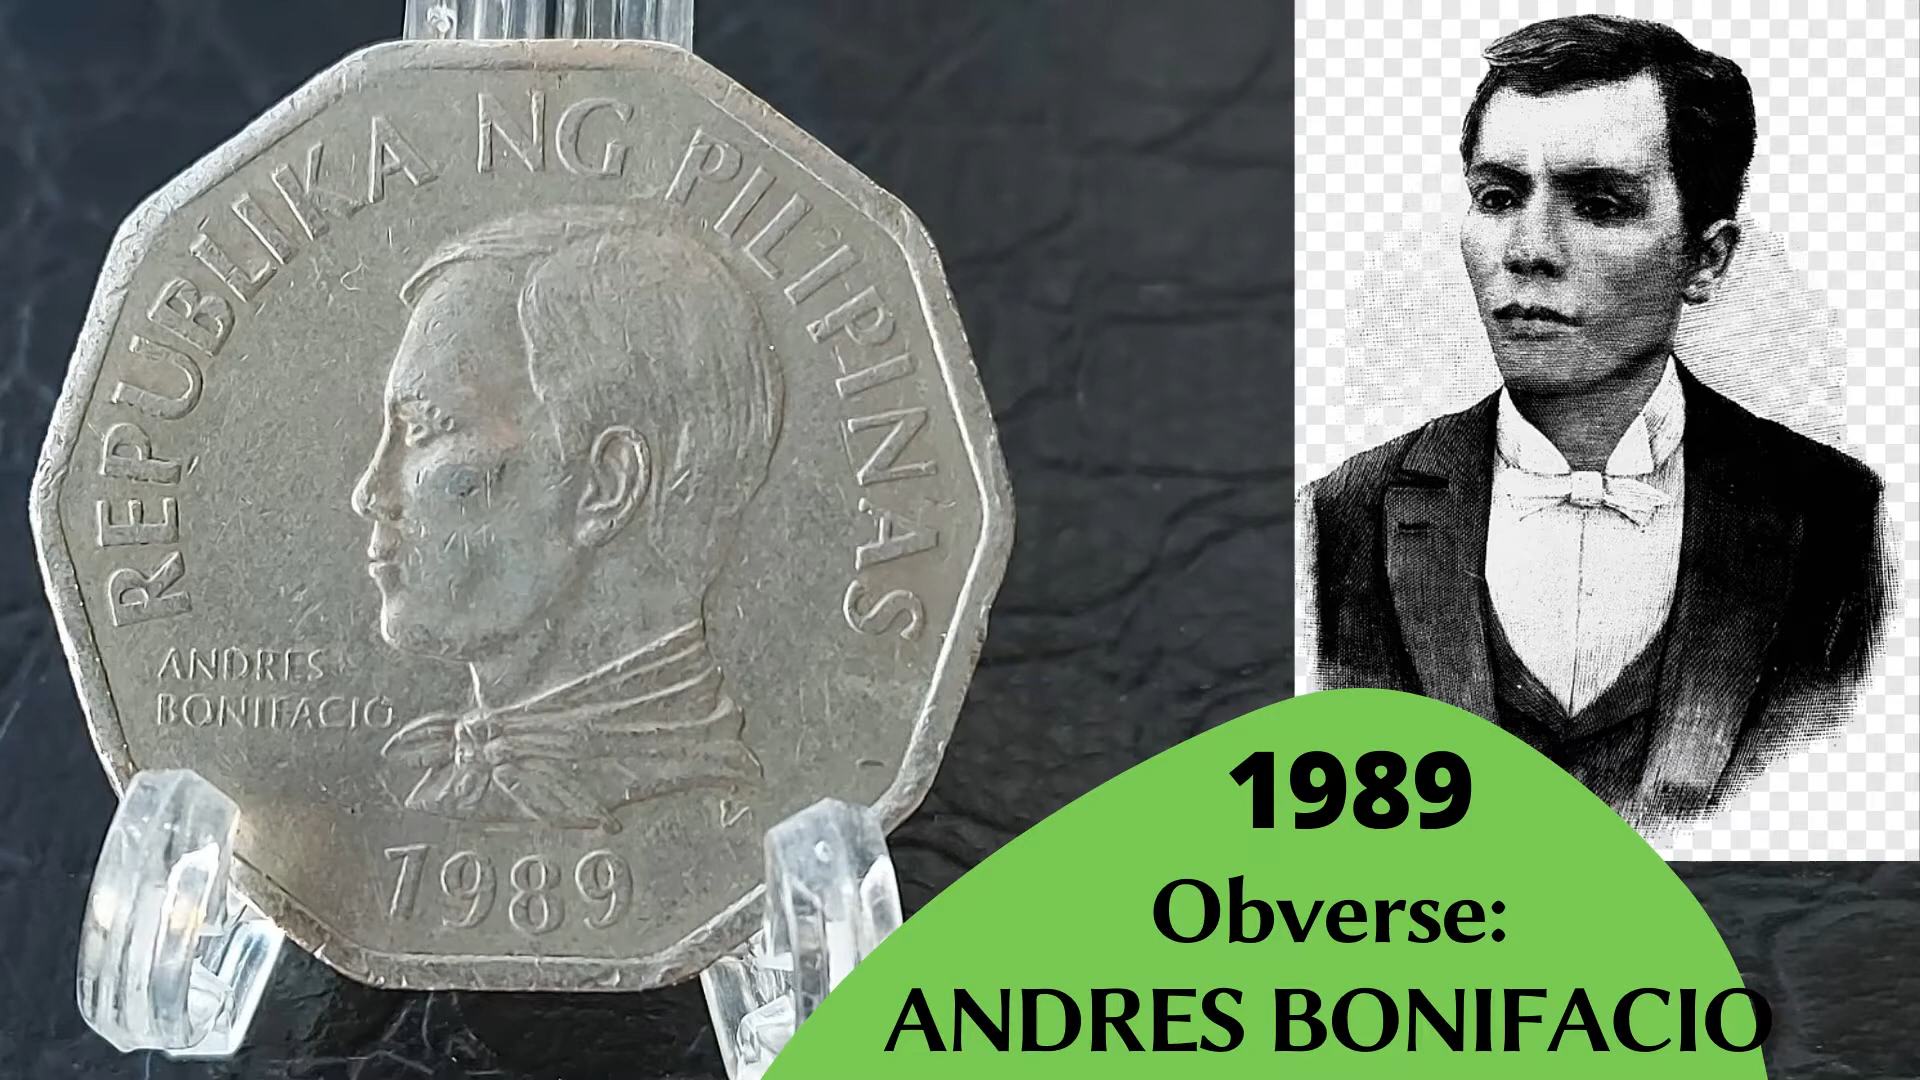 REPUBLIKA NG PILIPINAS
ANDRES
BONIFACIO
1989
1989
Obverse:
ANDRES BONIFACIO